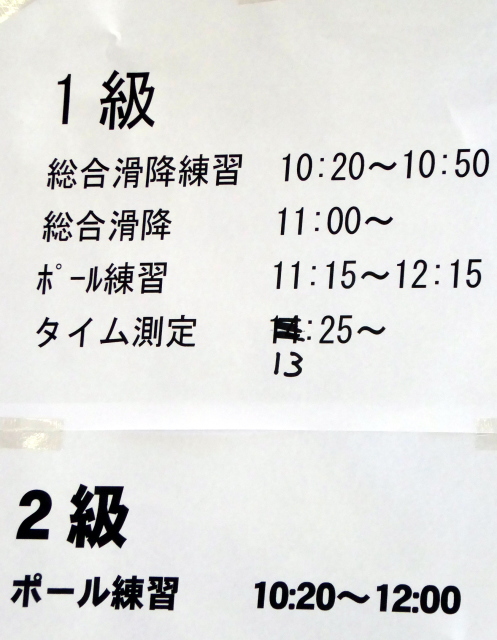 1級
総合滑降練習 10:20～10:50
総合滑降 11:00～
ﾎﾟｰﾙ練習 11:15～12:15
タイム測定 :25～
13
2級
ポール練習 10:20～12:00